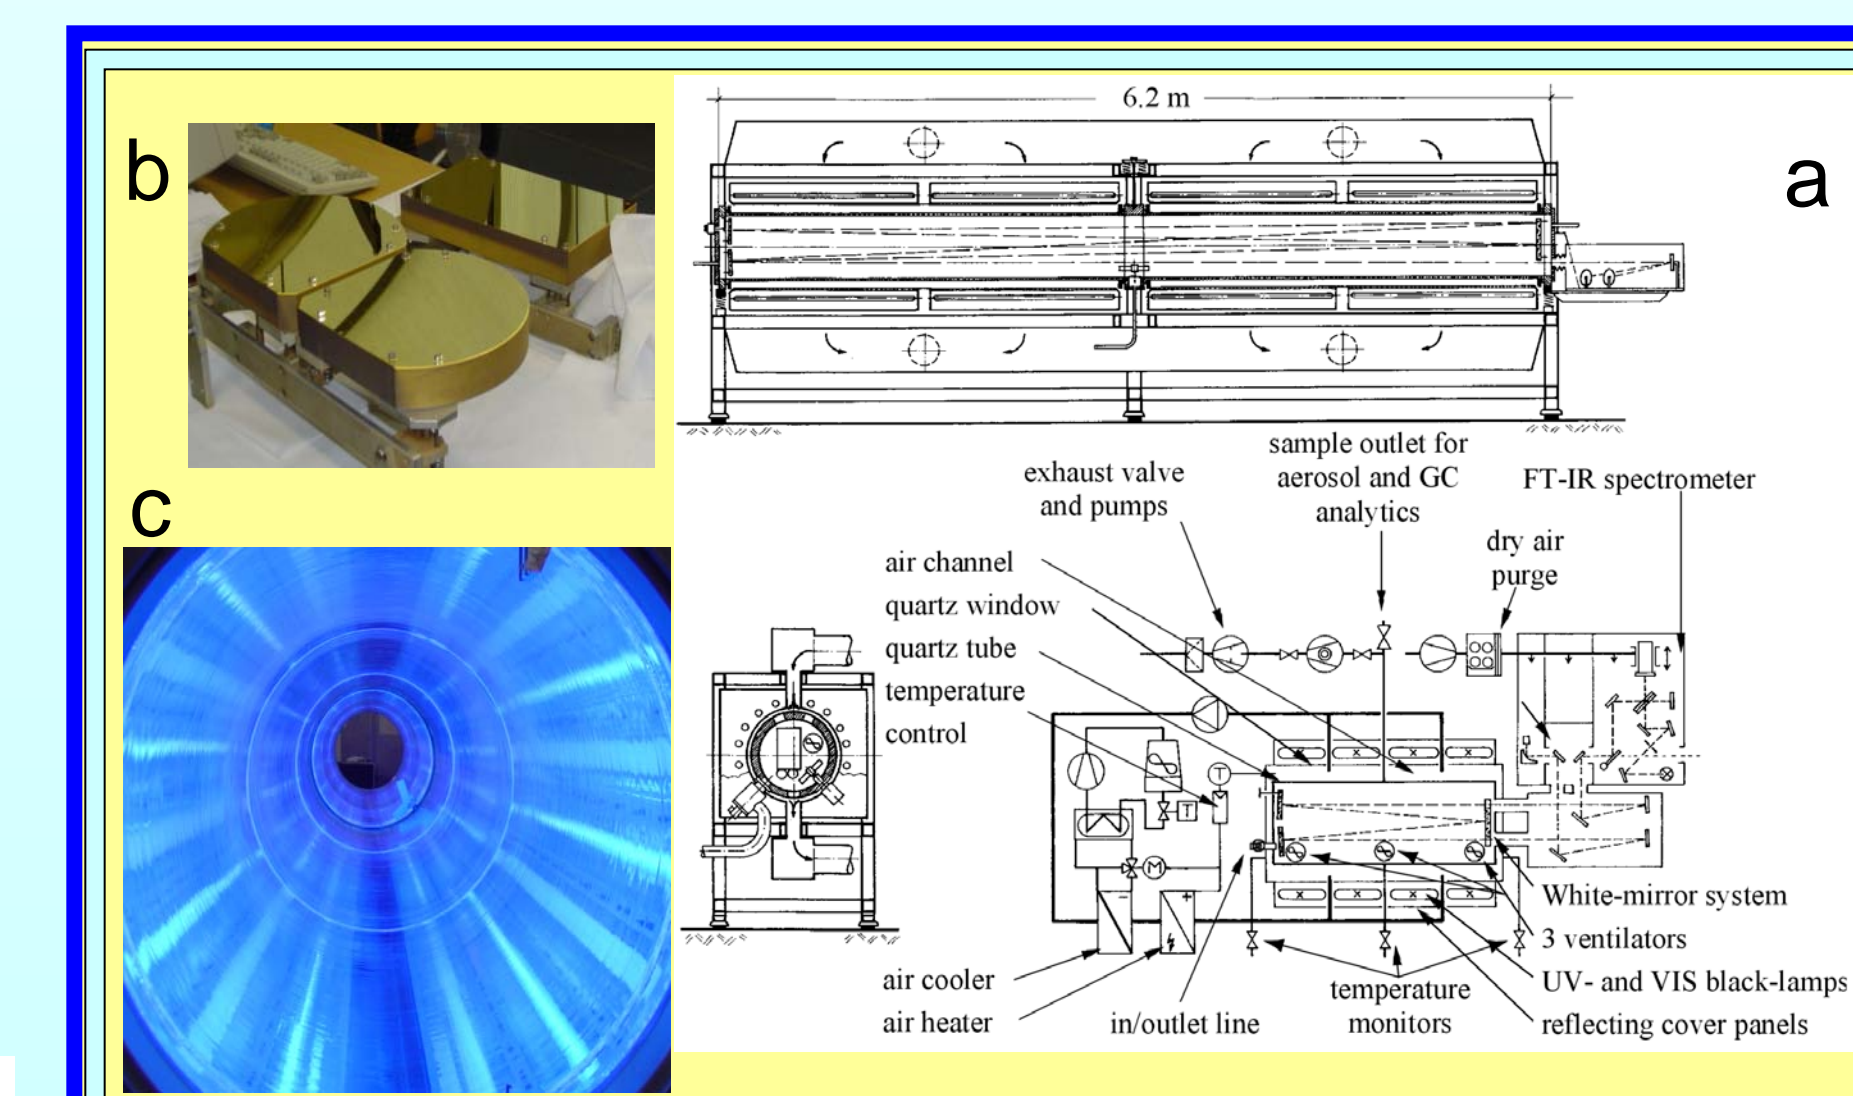 b
a
c
6.2 m
sample outlet for
aerosol and GC
analytics
exhaust valve
and pumps
FT-IR spectrometer
dry air
purge
air channel
quartz window
quartz tube
temperature
control
T
T
M
−
+
air cooler
air heater
in/outlet line
temperature
monitors
White-mirror system
3 ventilators
UV- and VIS black-lamps
reflecting cover panels